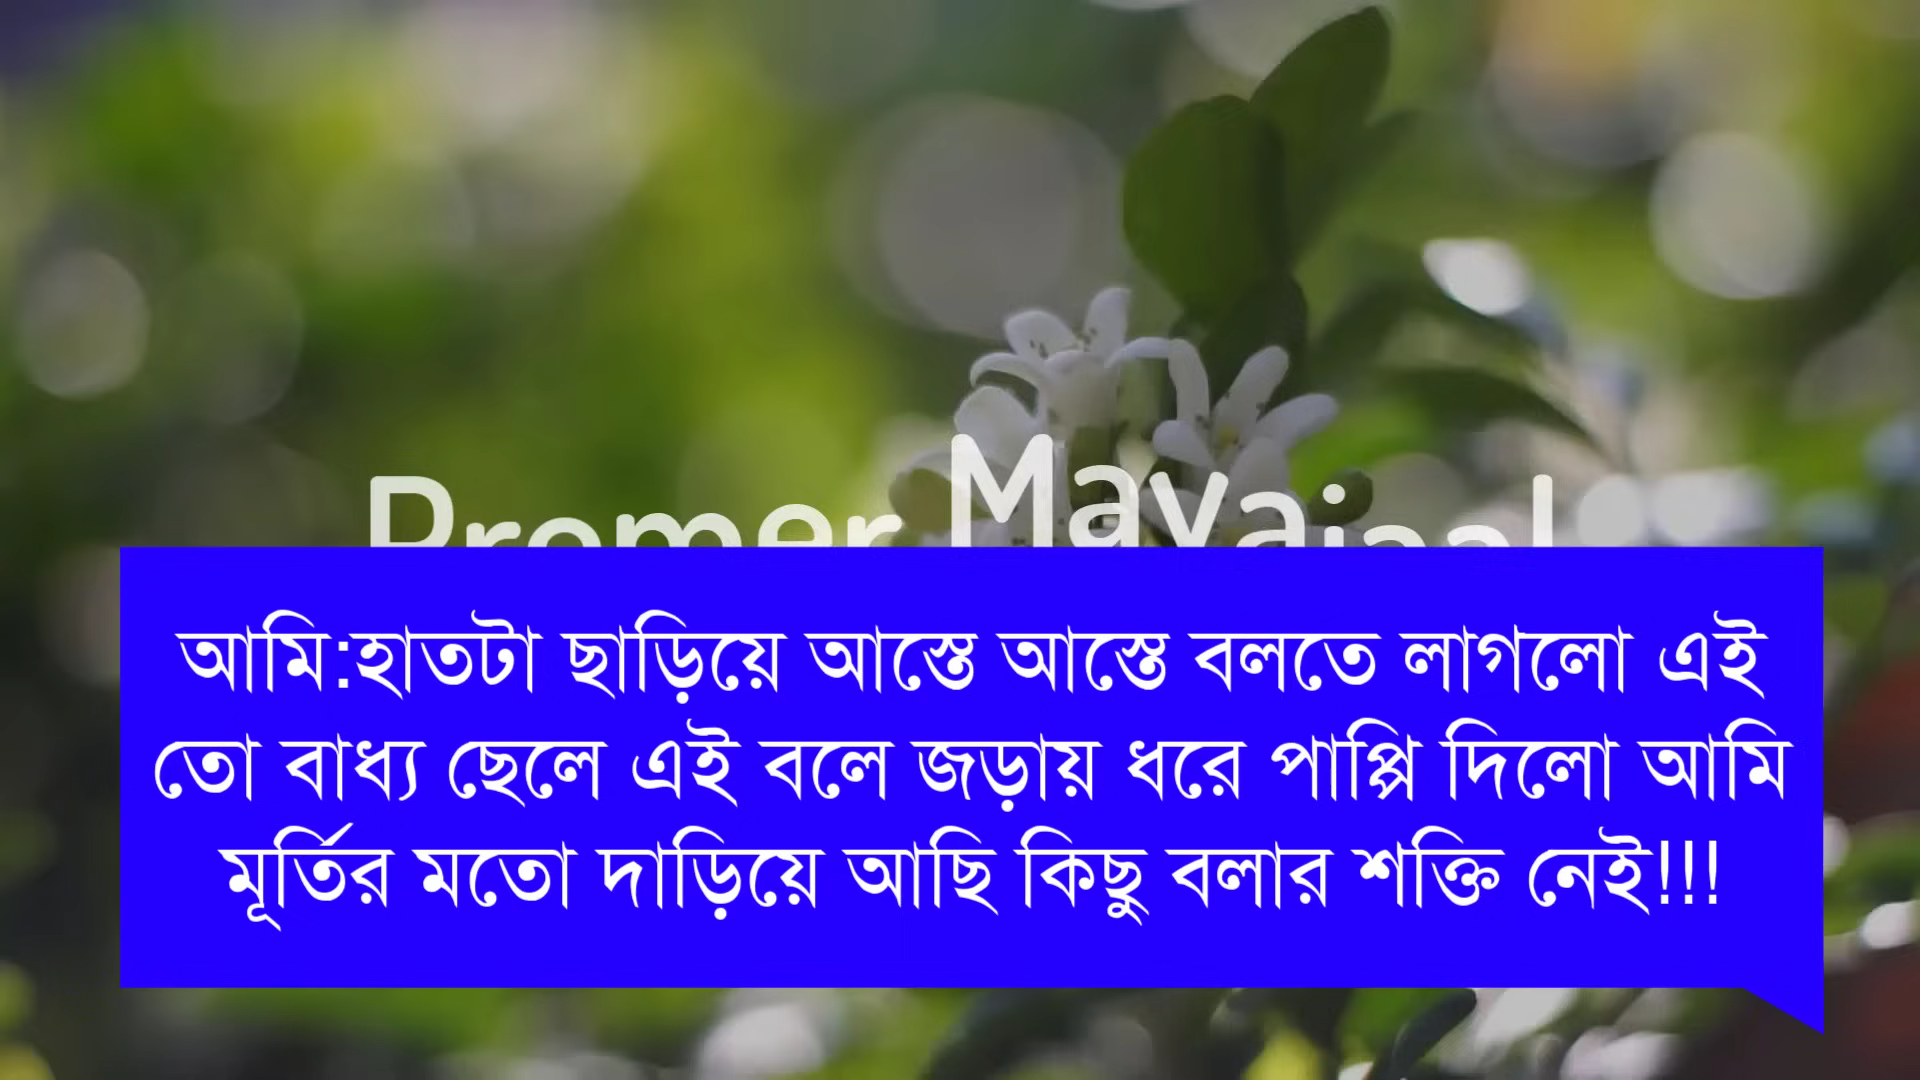 Premer Mayajaal
আমি:হাতটা ছাড়িয়ে আস্তে আস্তে বলতে লাগলো এই
তো বাধ্য ছেলে এই বলে জড়ায় ধরে পাপ্পি দিলো আমি
মূর্তির মতো দাড়িয়ে আছি কিছু বলার শক্তি নেই!!!